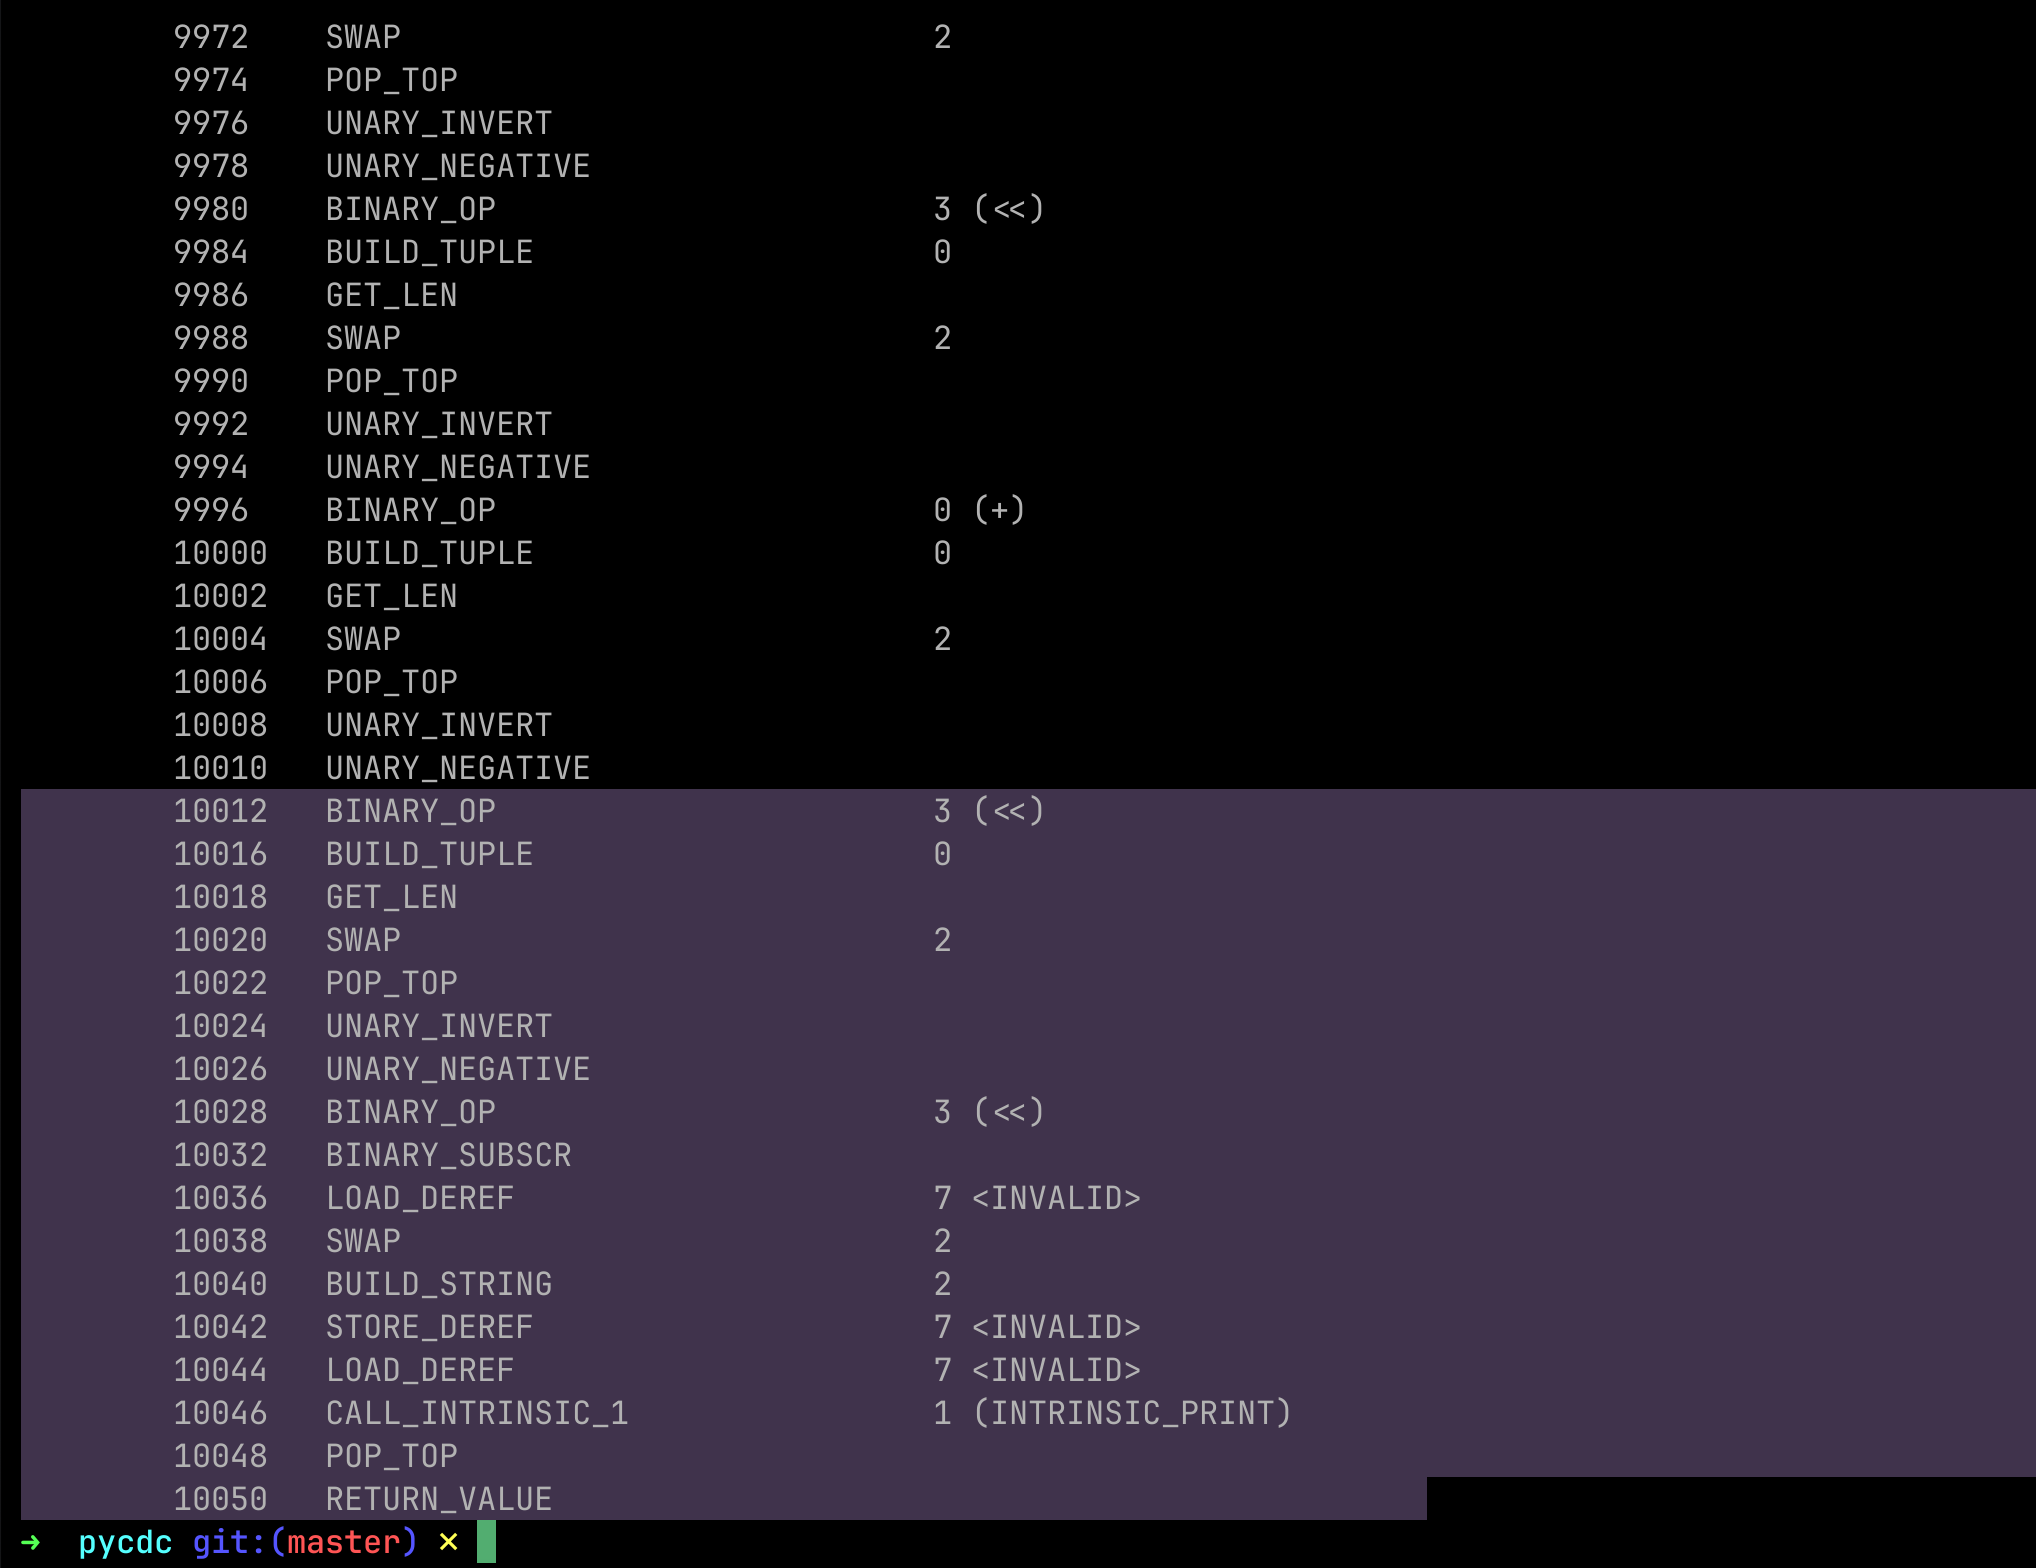 9972 SWAP 2
9974 POP_TOP
9976 UNARY_INVERT
9978 UNARY_NEGATIVE
9980 BINARY_OP 3 (<<)
9984 BUILD_TUPLE 0
9986 GET_LEN
9988 SWAP 2
9990 POP_TOP
9992 UNARY_INVERT
9994 UNARY_NEGATIVE
9996 BINARY_OP 0 (+)
10000 BUILD_TUPLE 0
10002 GET_LEN
10004 SWAP 2
10006 POP_TOP
10008 UNARY_INVERT
10010 UNARY_NEGATIVE
10012 BINARY_OP 3 (<<)
10016 BUILD_TUPLE 0
10018 GET_LEN
10020 SWAP 2
10022 POP_TOP
10024 UNARY_INVERT
10026 UNARY_NEGATIVE
10028 BINARY_OP 3 (<<)
10032 BINARY_SUBSCR
10036 LOAD_DEREF 7 <INVALID>
10038 SWAP 2
10040 BUILD_STRING 2
10042 STORE_DEREF 7 <INVALID>
10044 LOAD_DEREF 7 <INVALID>
10046 CALL_INTRINSIC_1 1 (INTRINSIC_PRINT)
10048 POP_TOP
10050 RETURN_VALUE
→ pycdc git:(master) ✗